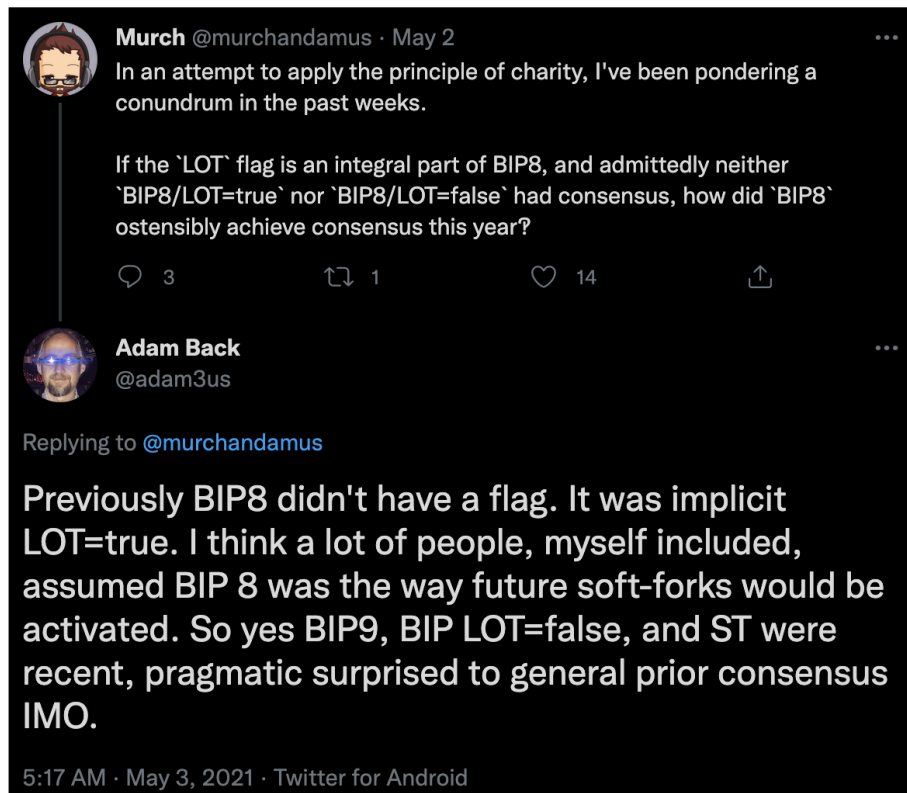 Murch @murchandamus · May 2
In an attempt to apply the principle of charity, I've been pondering a
conundrum in the past weeks.
If the `LOT` flag is an integral part of BIP8, and admittedly neither
`BIP8/LOT=true` nor `BIP8/LOT=false` had consensus, how did `BIP8`
ostensibly achieve consensus this year‽
3 1 14
Adam Back
@adam3us
Replying to @murchandamus
Previously BIP8 didn't have a flag. It was implicit
LOT=true. I think a lot of people, myself included,
assumed BIP 8 was the way future soft-forks would be
activated. So yes BIP9, BIP LOT=false, and ST were
recent, pragmatic surprised to general prior consensus
IMO.
5:17 AM · May 3, 2021 · Twitter for Android